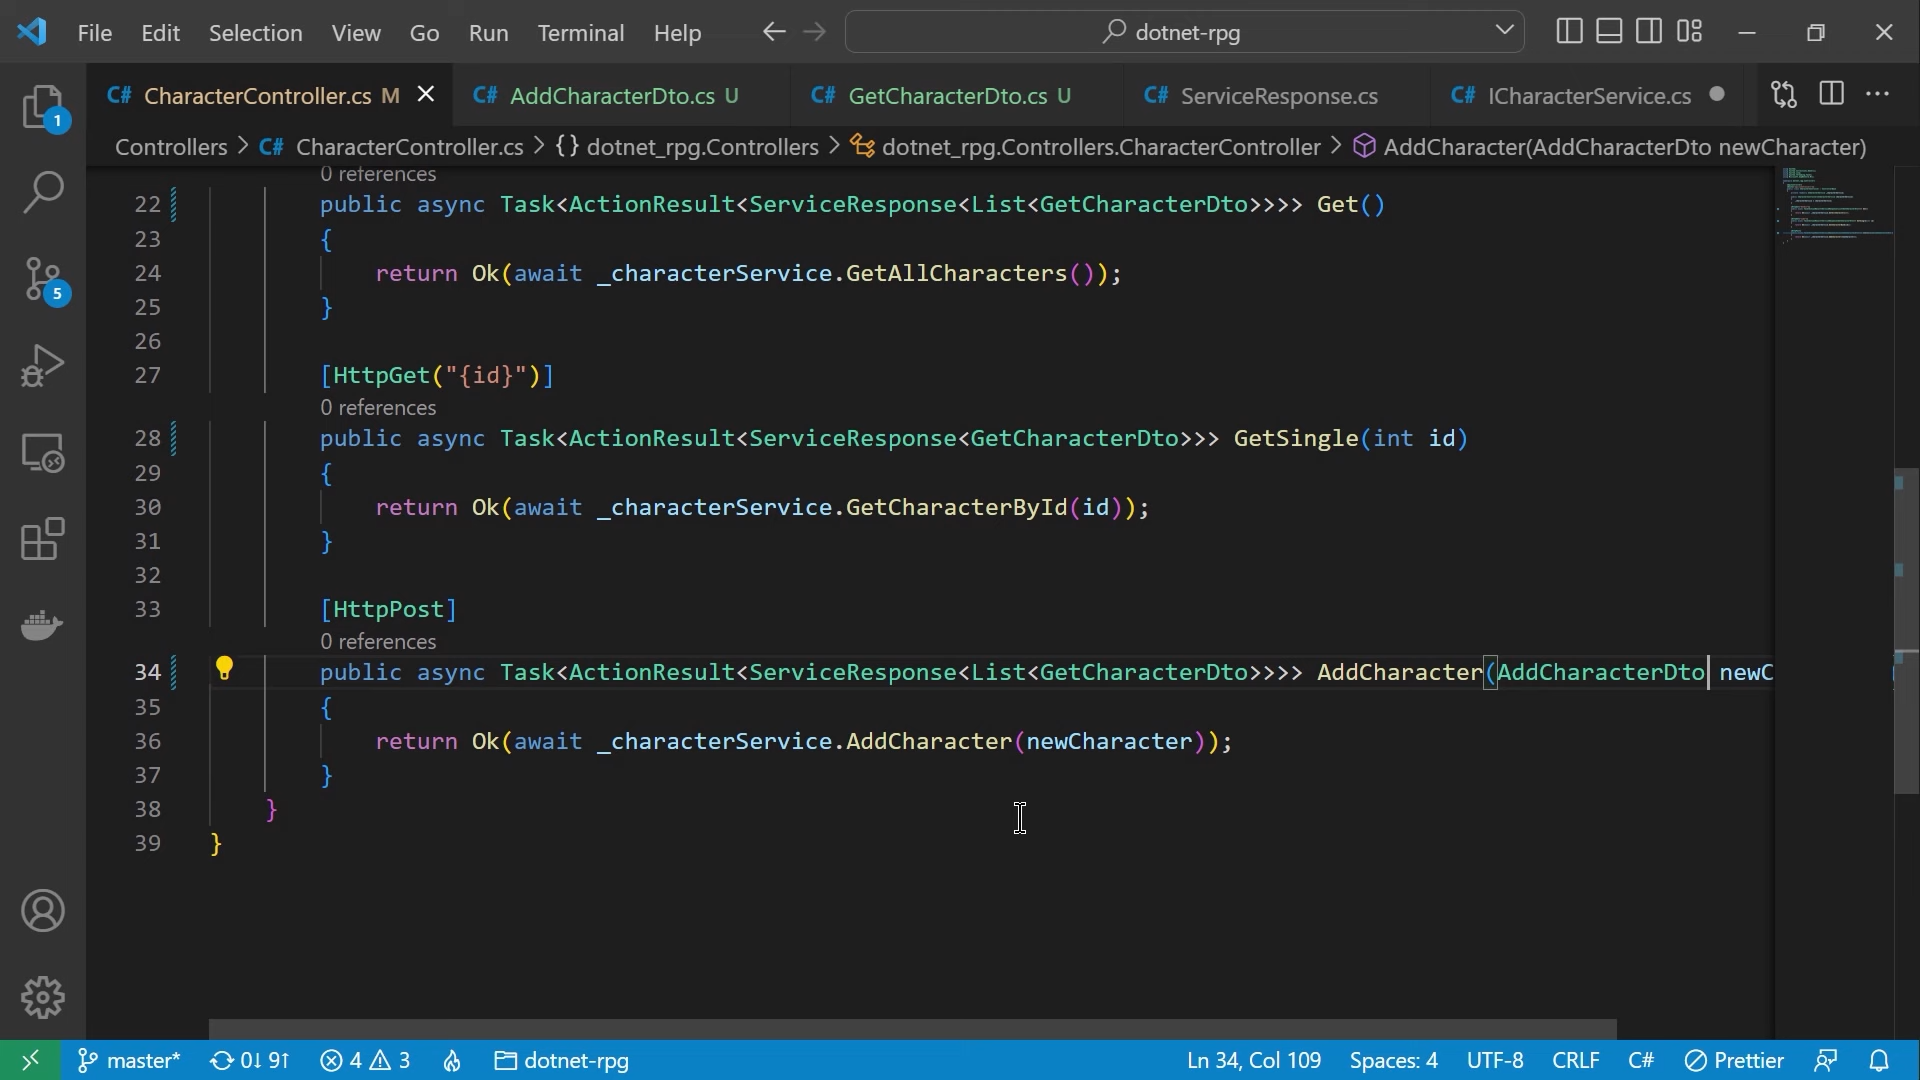 File Edit Selection View Go Run Terminal Help dotnet-rpg
C# CharacterController.cs M C# AddCharacterDto.cs U C# GetCharacterDto.cs U C# ServiceResponse.cs C# ICharacterService.cs
Controllers > C# CharacterController.cs > {} dotnet_rpg.Controllers > dotnet_rpg.Controllers.CharacterController > AddCharacter(AddCharacterDto newCharacter)
1
0 references
22 public async Task<ActionResult<ServiceResponse<List<GetCharacterDto>>>> Get()
23 {
24 return Ok(await _characterService.GetAllCharacters());
25 }
26
27 [HttpGet("{id}")]
0 references
28 public async Task<ActionResult<ServiceResponse<GetCharacterDto>>> GetSingle(int id)
29 {
5
30 return Ok(await _characterService.GetCharacterById(id));
31 }
32
33 [HttpPost]
0 references
34 public async Task<ActionResult<ServiceResponse<List<GetCharacterDto>>>> AddCharacter(AddCharacterDto newC
35 {
36 return Ok(await _characterService.AddCharacter(newCharacter));
37 }
38 }
39 }
master* 0↓ 9↑ 4 3 dotnet-rpg Ln 34, Col 109 Spaces: 4 UTF-8 CRLF C# Prettier